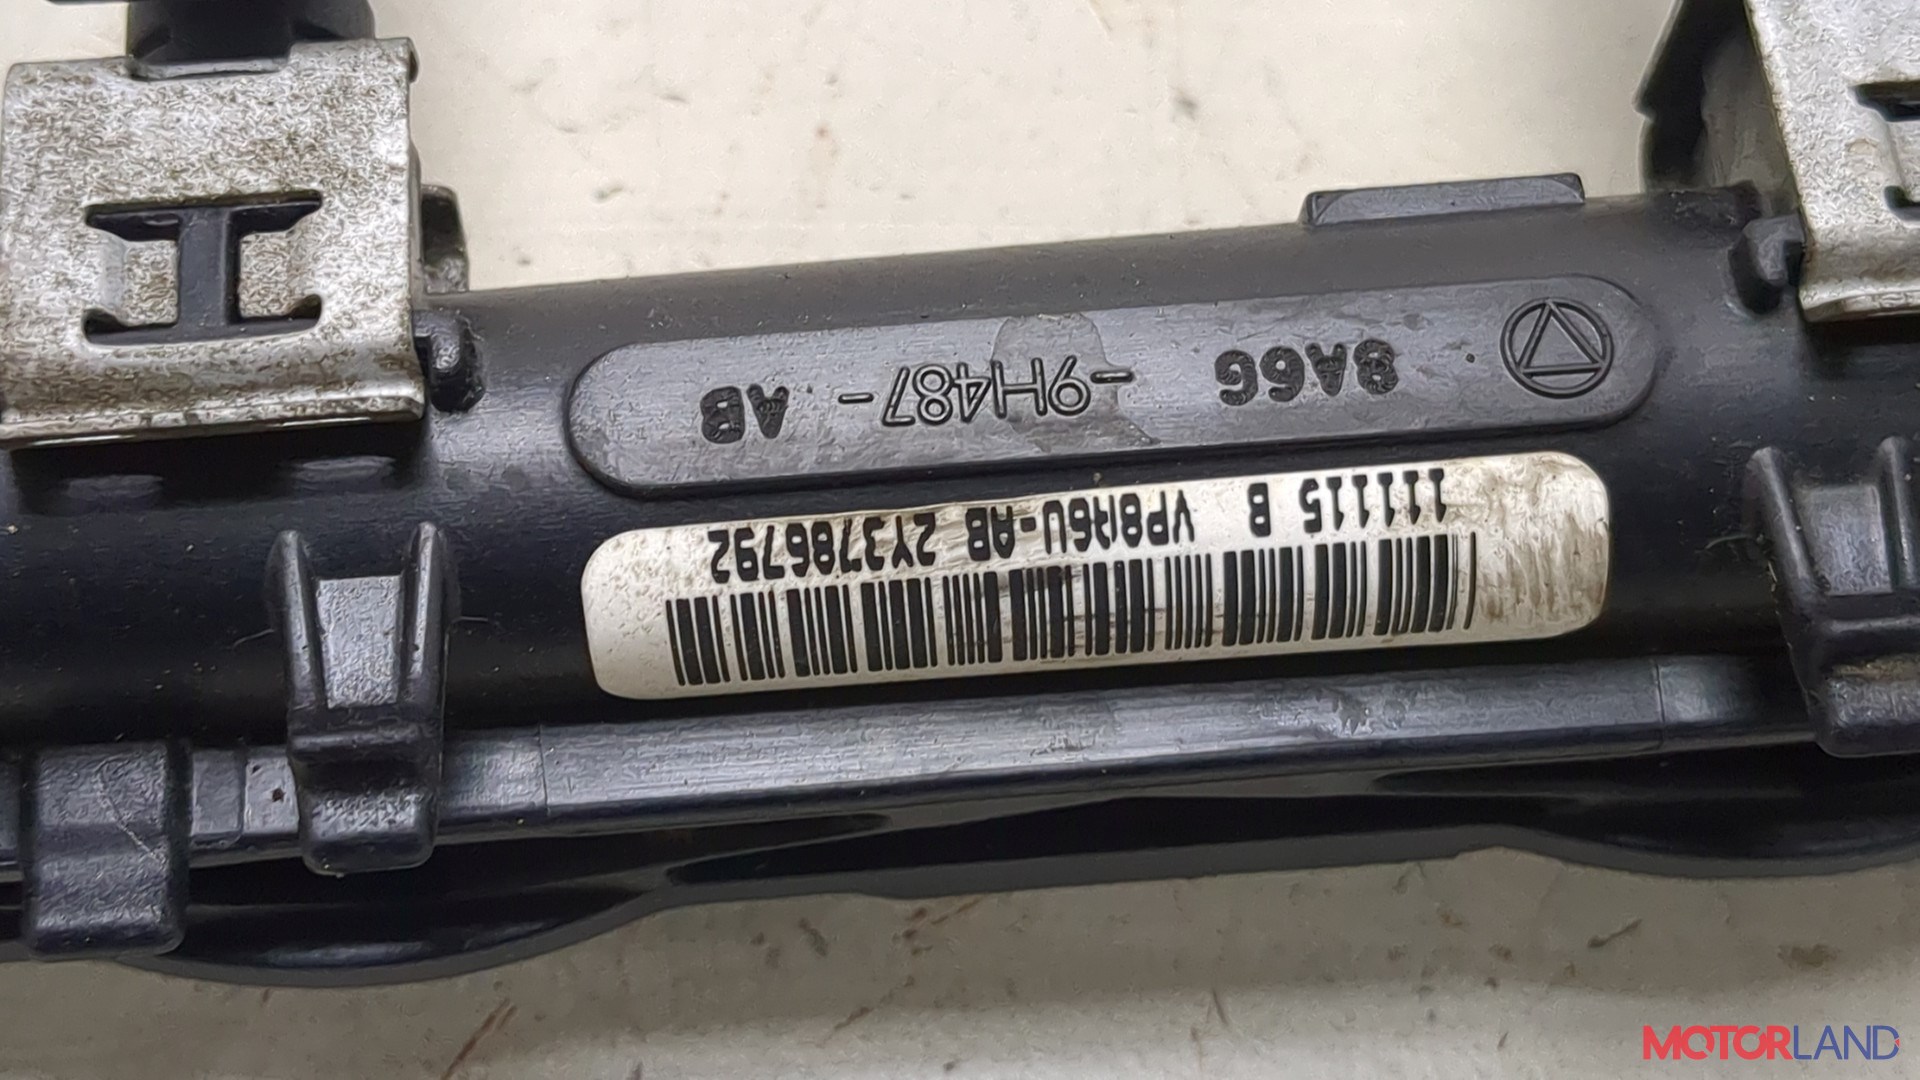 8A6G -9H487- AB
111115 B VP8A6U-AB 2Y3786792
MOTORLAND